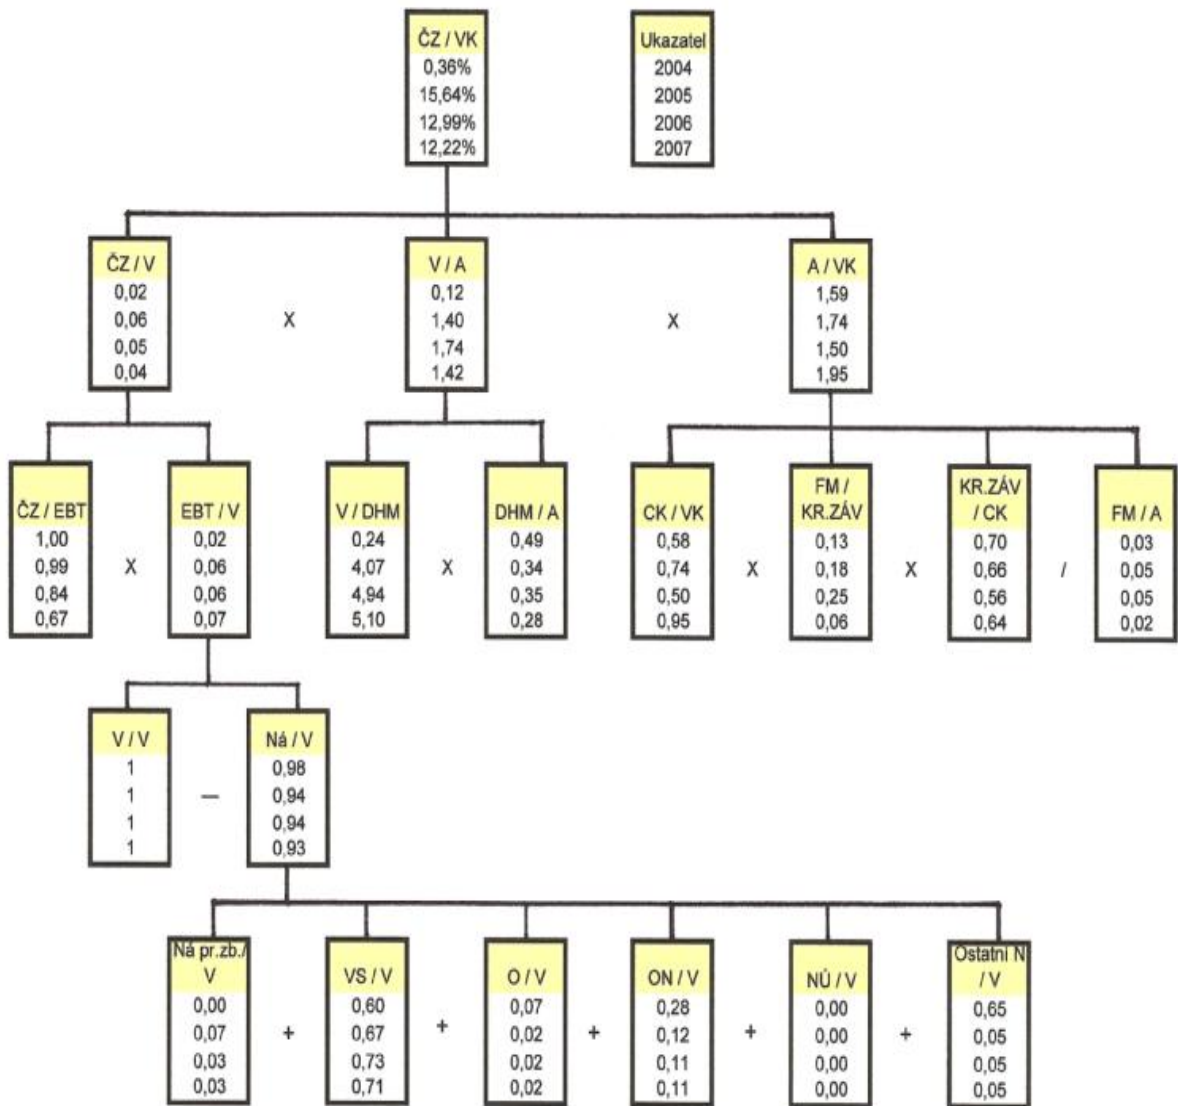 ČZ / VK
0,36%
15,64%
12,99%
12,22%
Ukazatel
2004
2005
2006
2007
ČZ / V
0,02
0,06
0,05
0,04
X
V / A
0,12
1,40
1,74
1,42
X
A / VK
1,59
1,74
1,50
1,95
ČZ / EBT
1,00
0,99
0,84
0,67
X
EBT / V
0,02
0,06
0,06
0,07
V / DHM
0,24
4,07
4,94
5,10
X
DHM / A
0,49
0,34
0,35
0,28
CK / VK
0,58
0,74
0,50
0,95
X
FM /
KR.ZÁV
0,13
0,18
0,25
0,06
X
KR.ZÁV
/ CK
0,70
0,66
0,56
0,64
/
FM / A
0,03
0,05
0,05
0,02
V / V
1
1
1
1
—
Ná / V
0,98
0,94
0,94
0,93
Ná pr.zb./
V
0,00
0,07
0,03
0,03
+
VS / V
0,60
0,67
0,73
0,71
+
O / V
0,07
0,02
0,02
0,02
+
ON / V
0,28
0,12
0,11
0,11
+
NÚ / V
0,00
0,00
0,00
0,00
+
Ostatní N
/ V
0,65
0,05
0,05
0,05